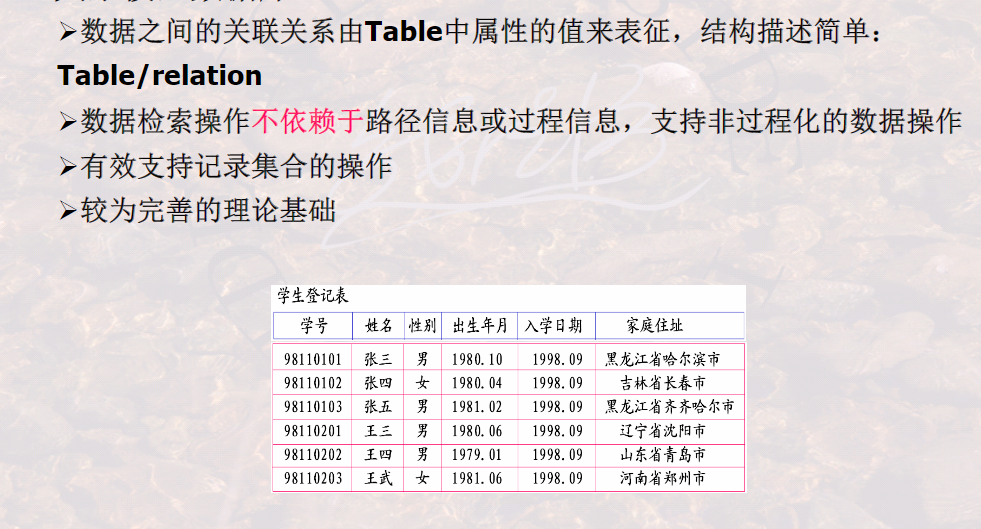 ➢数据之间的关联关系由Table中属性的值来表征，结构描述简单：
Table/relation
➢数据检索操作不依赖于路径信息或过程信息，支持非过程化的数据操作
➢有效支持记录集合的操作
➢较为完善的理论基础
学生登记表
学号 姓名 性别 出生年月 入学日期 家庭住址
98110101 张三 男 1980.10 1998.09 黑龙江省哈尔滨市
98110102 张四 女 1980.04 1998.09 吉林省长春市
98110103 张五 男 1981.02 1998.09 黑龙江省齐齐哈尔市
98110201 王三 男 1980.06 1998.09 辽宁省沈阳市
98110202 王四 男 1979.01 1998.09 山东省青岛市
98110203 王武 女 1981.06 1998.09 河南省郑州市